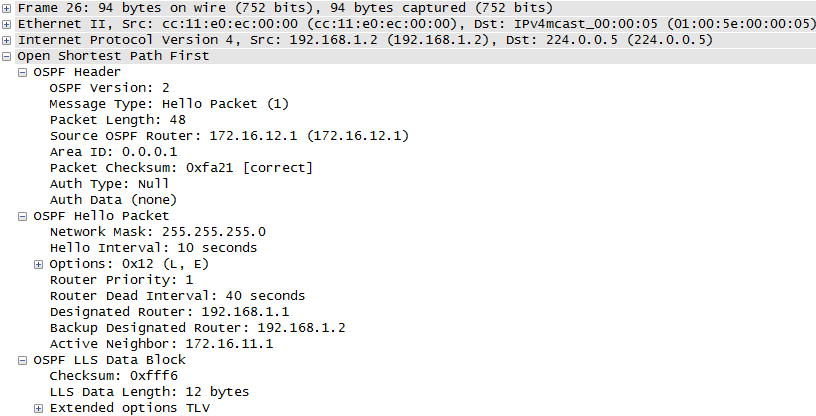 Frame 26: 94 bytes on wire (752 bits), 94 bytes captured (752 bits)
Ethernet II, Src: cc:11:e0:ec:00:00 (cc:11:e0:ec:00:00), Dst: IPv4mcast_00:00:05 (01:00:5e:00:00:05)
Internet Protocol Version 4, Src: 192.168.1.2 (192.168.1.2), Dst: 224.0.0.5 (224.0.0.5)
Open Shortest Path First
OSPF Header
OSPF Version: 2
Message Type: Hello Packet (1)
Packet Length: 48
Source OSPF Router: 172.16.12.1 (172.16.12.1)
Area ID: 0.0.0.1
Packet Checksum: 0xfa21 [correct]
Auth Type: Null
Auth Data (none)
OSPF Hello Packet
Network Mask: 255.255.255.0
Hello Interval: 10 seconds
Options: 0x12 (L, E)
Router Priority: 1
Router Dead Interval: 40 seconds
Designated Router: 192.168.1.1
Backup Designated Router: 192.168.1.2
Active Neighbor: 172.16.11.1
OSPF LLS Data Block
Checksum: 0xfff6
LLS Data Length: 12 bytes
Extended options TLV